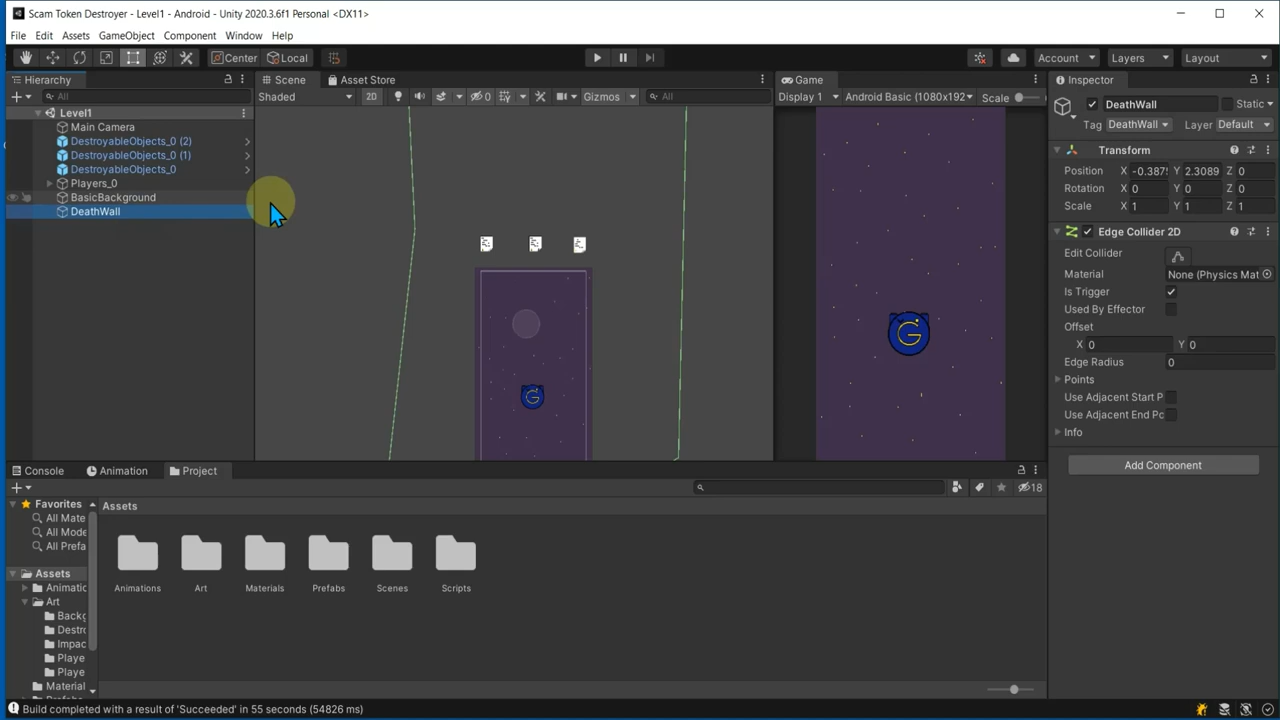 Scam Token Destroyer - Level1 - Android - Unity 2020.3.6f1 Personal <DX11>
File Edit Assets GameObject Component Window Help
Center Local Account Layers Layout
Hierarchy Scene Asset Store Game Inspector
All Shaded 2D 0 Gizmos All Display 1 Android Basic (1080x192 Scale
DeathWall Static
Level1
Tag DeathWall Layer Default
Main Camera
DestroyableObjects_0 (2)
DestroyableObjects_0 (1)
DestroyableObjects_0
Players_0
BasicBackground
DeathWall
Transform
Position X -0.387 Y 2.3089 Z 0
Rotation X 0 Y 0 Z 0
Scale X 1 Y 1 Z 1
Edge Collider 2D
Edit Collider
Material None (Physics Mat
Is Trigger
Used By Effector
Offset
X 0 Y 0
Edge Radius 0
Points
Use Adjacent Start P
Use Adjacent End Pc
Info
Add Component
G
G
Console Animation Project
18
Favorites
All Mate
All Mode
All Prefa
Assets
Animatic
Art
Backg
Destro
Impac
Playe
Playe
Material
Assets
Animations Art Materials Prefabs Scenes Scripts
Build completed with a result of 'Succeeded' in 55 seconds (54826 ms)